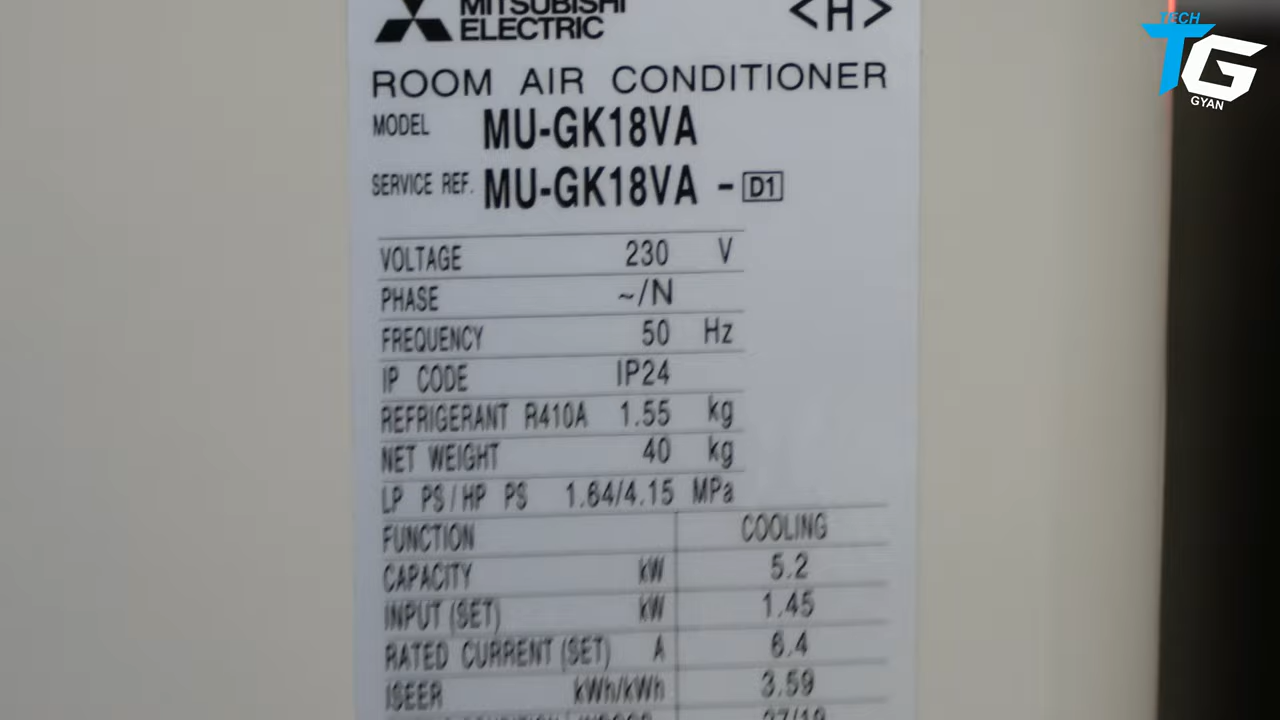 MITSUBISHI
ELECTRIC
<H>
ROOM AIR CONDITIONER
MODEL MU-GK18VA
SERVICE REF. MU-GK18VA - D1
VOLTAGE 230 V
PHASE ~/N
FREQUENCY 50 Hz
IP CODE IP24
REFRIGERANT R410A 1.55 kg
NET WEIGHT 40 kg
LP PS/HP PS 1.64/4.15 MPa
FUNCTION COOLING
CAPACITY kW 5.2
INPUT (SET) kW 1.45
RATED CURRENT (SET) A 6.4
ISEER kWh/kWh 3.59
TECH
TG
GYAN